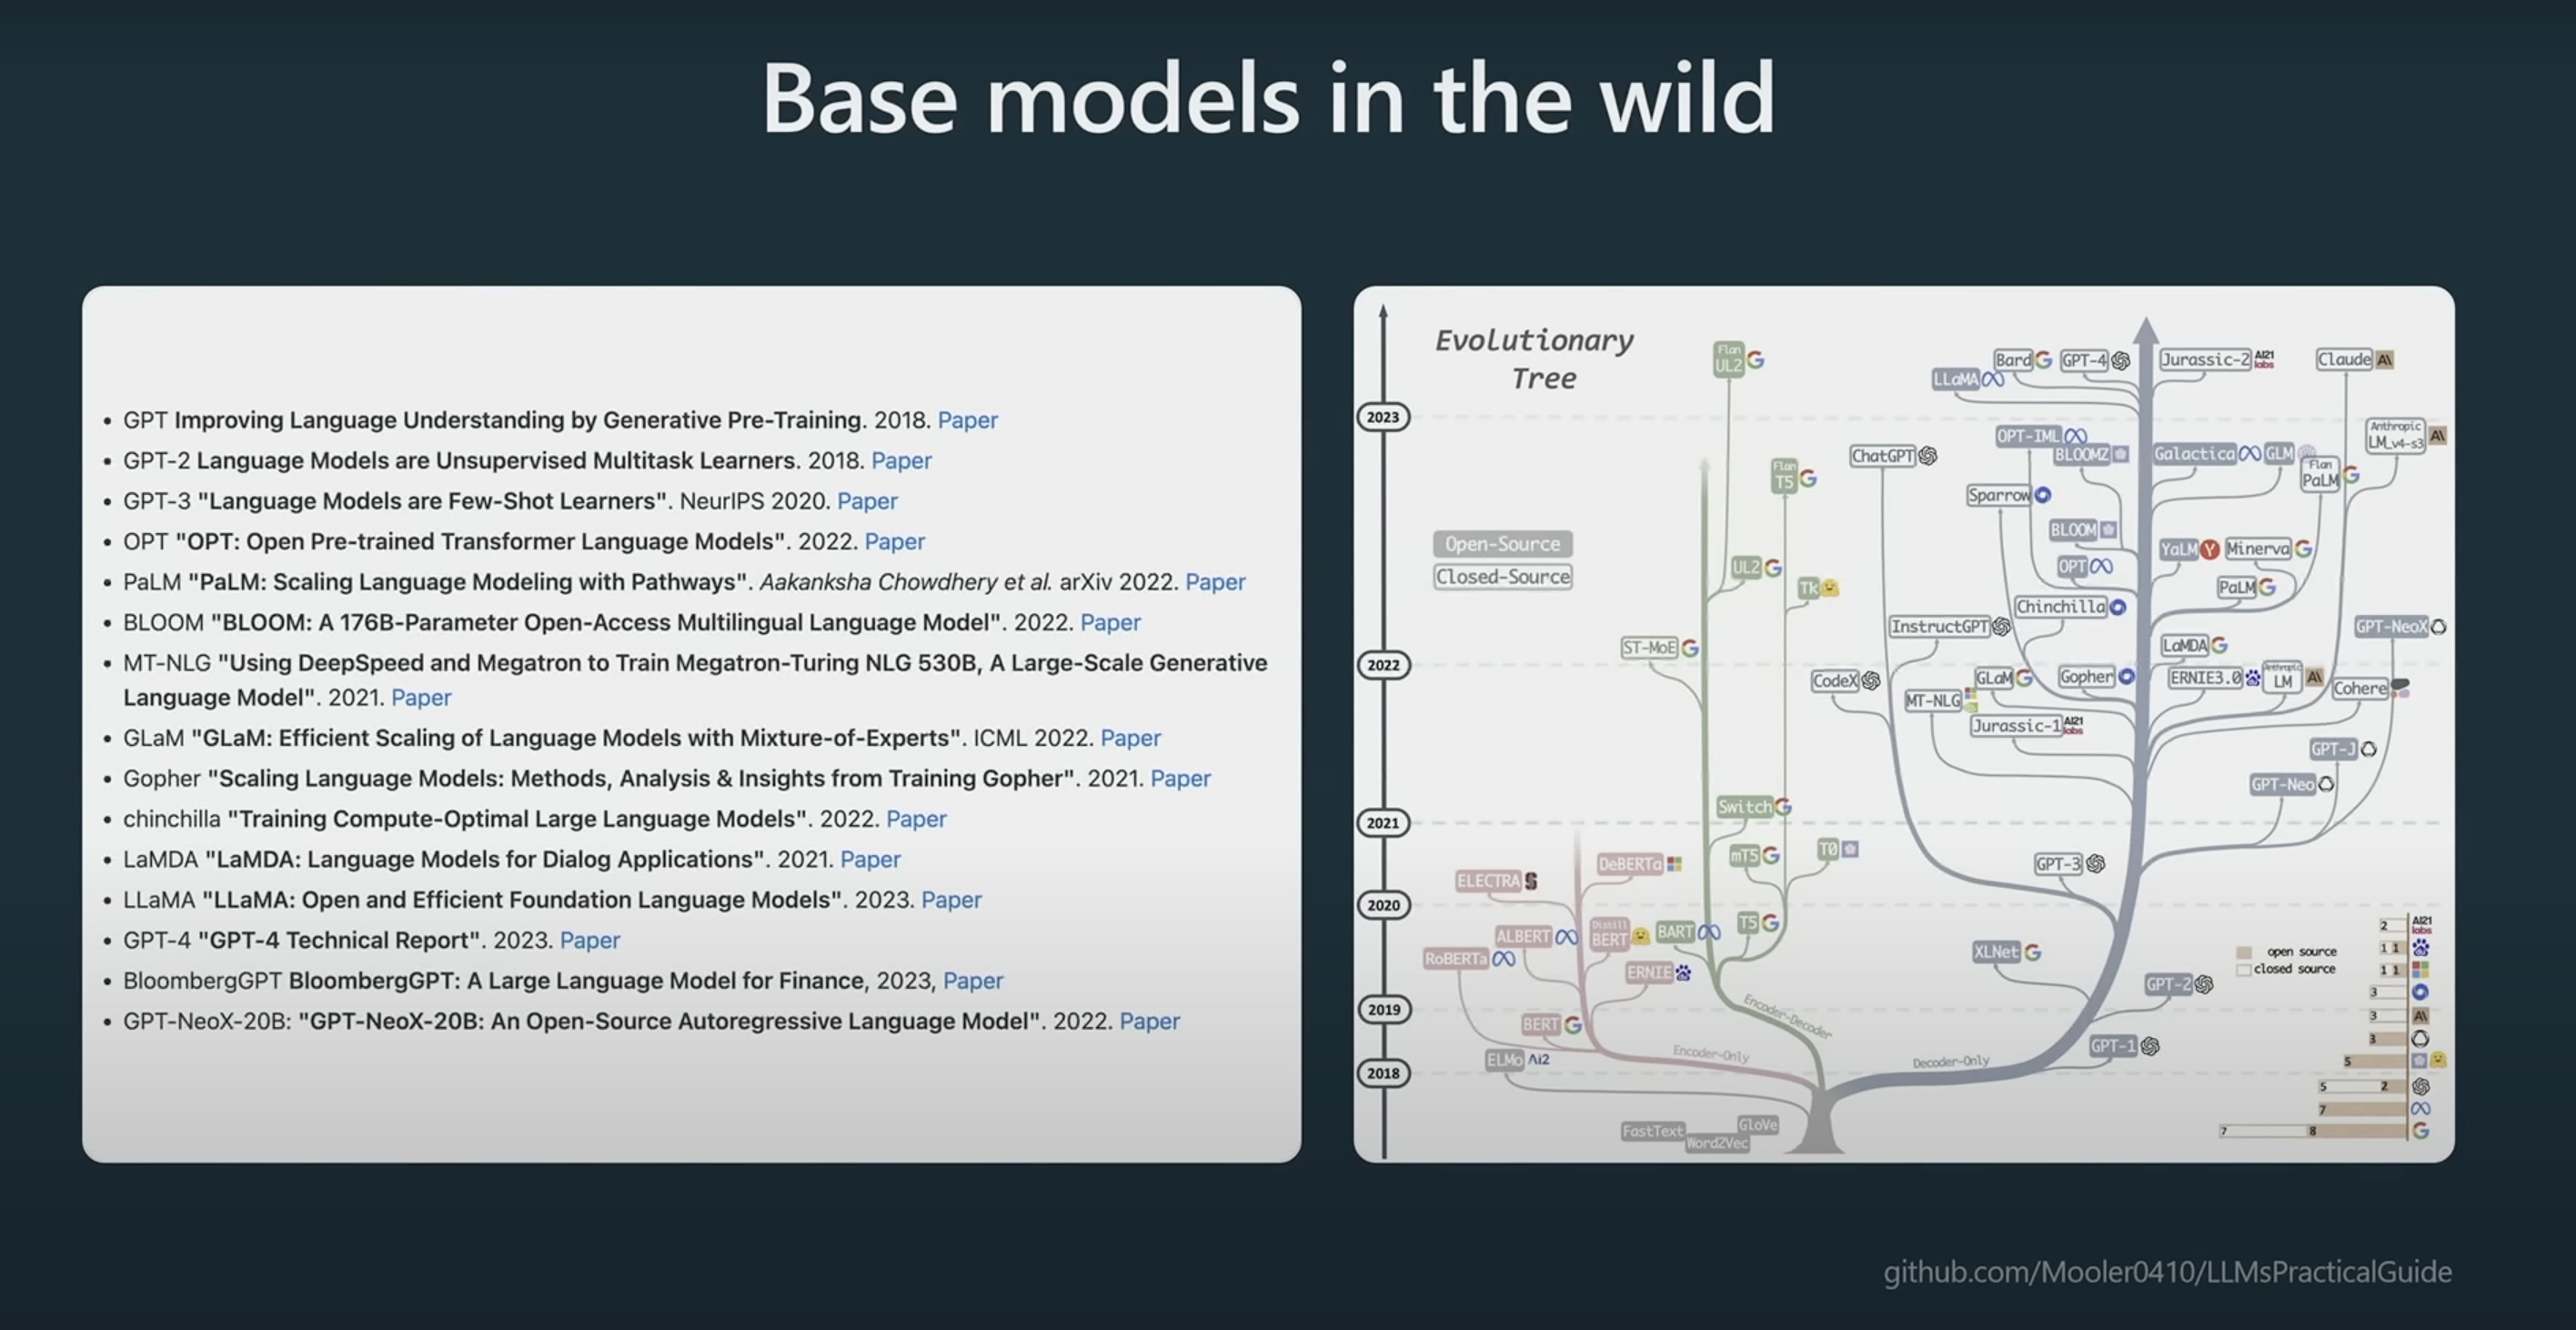 Base models in the wild
• GPT Improving Language Understanding by Generative Pre-Training. 2018. Paper
• GPT-2 Language Models are Unsupervised Multitask Learners. 2018. Paper
• GPT-3 "Language Models are Few-Shot Learners". NeurIPS 2020. Paper
• OPT "OPT: Open Pre-trained Transformer Language Models". 2022. Paper
• PaLM "PaLM: Scaling Language Modeling with Pathways". Aakanksha Chowdhery et al. arXiv 2022. Paper
• BLOOM "BLOOM: A 176B-Parameter Open-Access Multilingual Language Model". 2022. Paper
• MT-NLG "Using DeepSpeed and Megatron to Train Megatron-Turing NLG 530B, A Large-Scale Generative
Language Model". 2021. Paper
• GLaM "GLaM: Efficient Scaling of Language Models with Mixture-of-Experts". ICML 2022. Paper
• Gopher "Scaling Language Models: Methods, Analysis & Insights from Training Gopher". 2021. Paper
• chinchilla "Training Compute-Optimal Large Language Models". 2022. Paper
• LaMDA "LaMDA: Language Models for Dialog Applications". 2021. Paper
• LLaMA "LLaMA: Open and Efficient Foundation Language Models". 2023. Paper
• GPT-4 "GPT-4 Technical Report". 2023. Paper
• BloombergGPT BloombergGPT: A Large Language Model for Finance, 2023, Paper
• GPT-NeoX-20B: "GPT-NeoX-20B: An Open-Source Autoregressive Language Model". 2022. Paper
Evolutionary
Tree
Open-Source
Closed-Source
2023
2022
2021
2020
2019
2018
Flan
UL2
Bard
GPT-4
Jurassic-2
AI21
labs
Claude
A\
LLaMA
Anthropic
LM_v4-s3
A\
OPT-IML
BLOOMZ
Galactica
GLM
ChatGPT
Flan
T5
Flan
PaLM
Sparrow
BLOOM
YaLM
Y
Minerva
UL2
OPT
Tk
PaLM
Chinchilla
InstructGPT
GPT-NeoX
ST-MoE
LaMDA
CodeX
GLaM
Gopher
ERNIE3.0
Anthropic
LM
A\
Cohere
MT-NLG
Jurassic-1
AI21
labs
GPT-J
GPT-Neo
Switch
mT5
T0
DeBERTa
ELECTRA
GPT-3
T5
BART
ALBERT
Distill
BERT
RoBERTa
ERNIE
XLNet
GPT-2
BERT
GPT-1
ELMo
Ai2
Encoder-Only
Encoder-Decoder
Decoder-Only
FastText
GloVe
Word2Vec
open source
closed source
2
AI21
labs
1 1
1 1
3
3
A\
3
5
5 2
7
7 8
github.com/Mooler0410/LLMsPracticalGuide